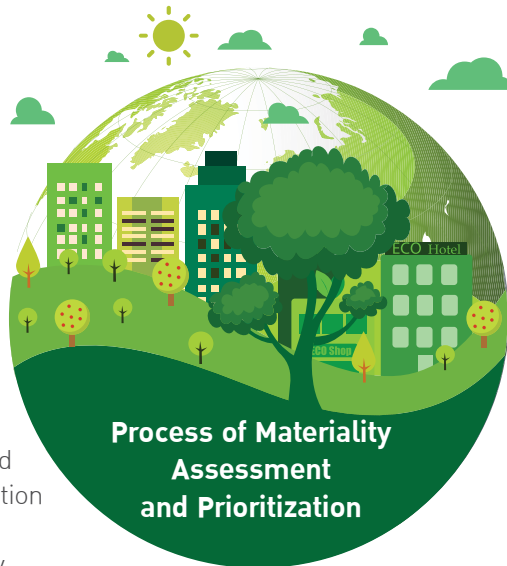 ECO Hotel
ECO Shop
Process of Materiality
Assessment
and Prioritization